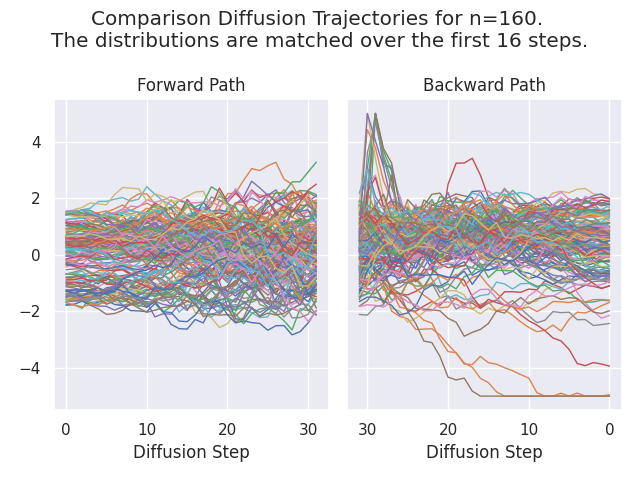 Comparison Diffusion Trajectories for n=160.
The distributions are matched over the first 16 steps.
Forward Path
Backward Path
4
2
0
−2
−4
0 10 20 30
30 20 10 0
Diffusion Step
Diffusion Step